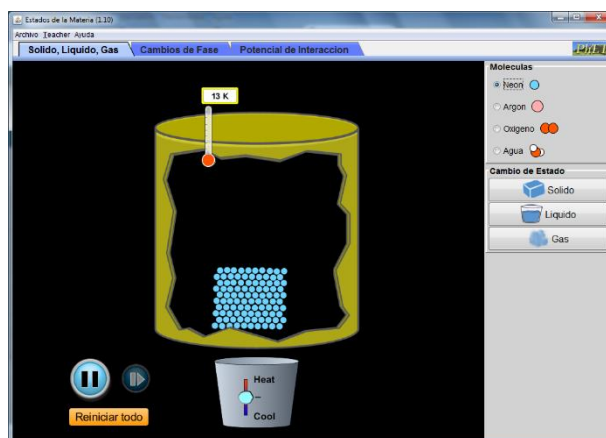 Estados de la Materia (1.10)
Archivo Teacher Ayuda
Solido, Liquido, Gas
Cambios de Fase
Potencial de Interaccion
PhET
13 K
Moleculas
Neon
Argon
Oxigeno
Agua
Cambio de Estado
Solido
Liquido
Gas
Heat
Cool
Reiniciar todo